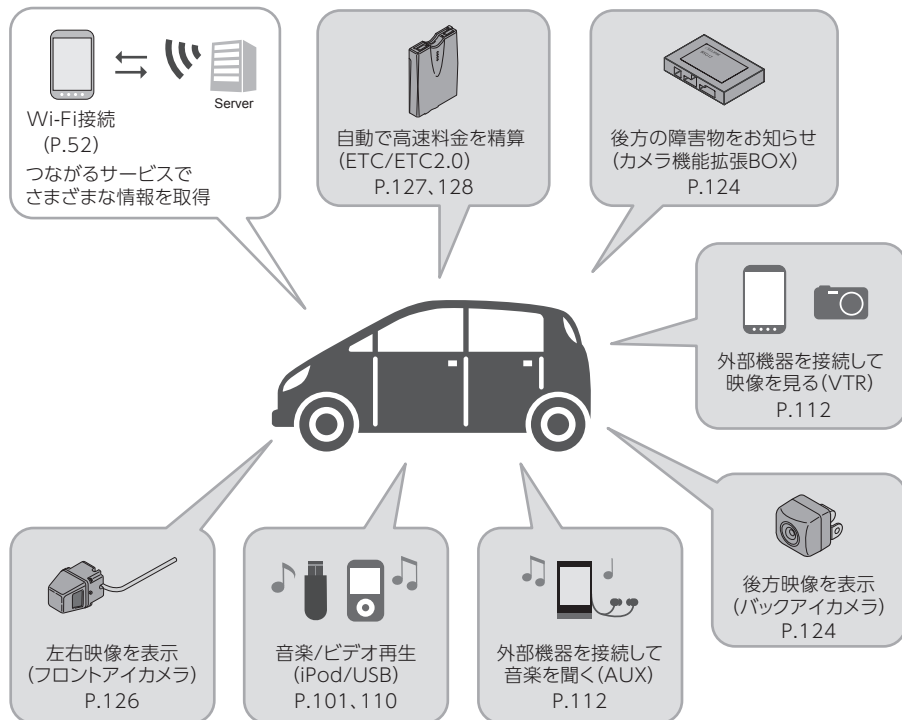 Server
Wi-Fi接続
(P.52)
つながるサービスで
さまざまな情報を取得
自動で高速料金を精算
(ETC/ETC2.0)
P.127、128
後方の障害物をお知らせ
(カメラ機能拡張BOX)
P.124
外部機器を接続して
映像を見る(VTR)
P.112
後方映像を表示
(バックアイカメラ)
P.124
左右映像を表示
(フロントアイカメラ)
P.126
音楽/ビデオ再生
(iPod/USB)
P.101、110
外部機器を接続して
音楽を聞く(AUX)
P.112